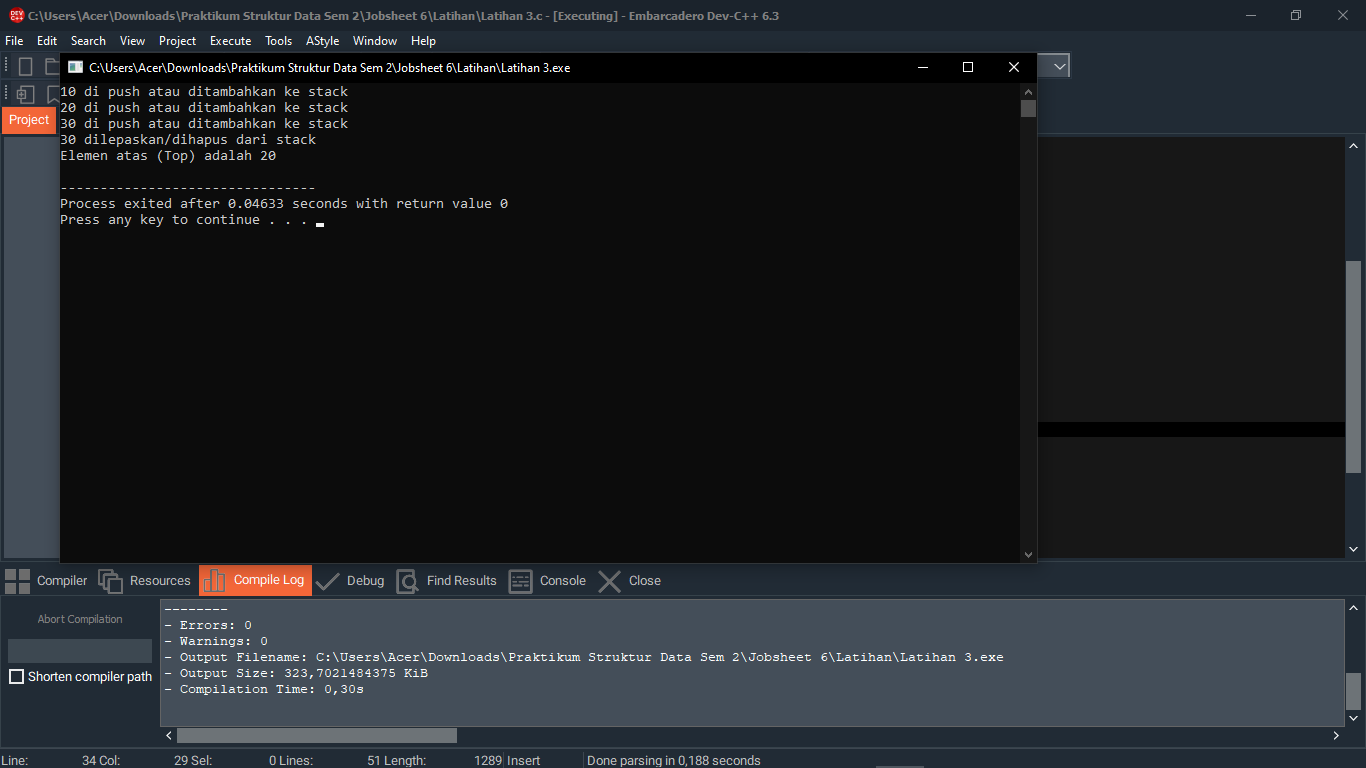 C:\Users\Acer\Downloads\Praktikum Struktur Data Sem 2\Jobsheet 6\Latihan\Latihan 3.c - [Executing] - Embarcadero Dev-C++ 6.3
File Edit Search View Project Execute Tools AStyle Window Help
C:\Users\Acer\Downloads\Praktikum Struktur Data Sem 2\Jobsheet 6\Latihan\Latihan 3.exe
Project
10 di push atau ditambahkan ke stack
20 di push atau ditambahkan ke stack
30 di push atau ditambahkan ke stack
30 dilepaskan/dihapus dari stack
Elemen atas (Top) adalah 20
--------------------------------
Process exited after 0.04633 seconds with return value 0
Press any key to continue . . .
Compiler Resources Compile Log Debug Find Results Console Close
Abort Compilation
Shorten compiler path
--------
- Errors: 0
- Warnings: 0
- Output Filename: C:\Users\Acer\Downloads\Praktikum Struktur Data Sem 2\Jobsheet 6\Latihan\Latihan 3.exe
- Output Size: 323,7021484375 KiB
- Compilation Time: 0,30s
Line: 34 Col: 29 Sel: 0 Lines: 51 Length: 1289 Insert Done parsing in 0,188 seconds